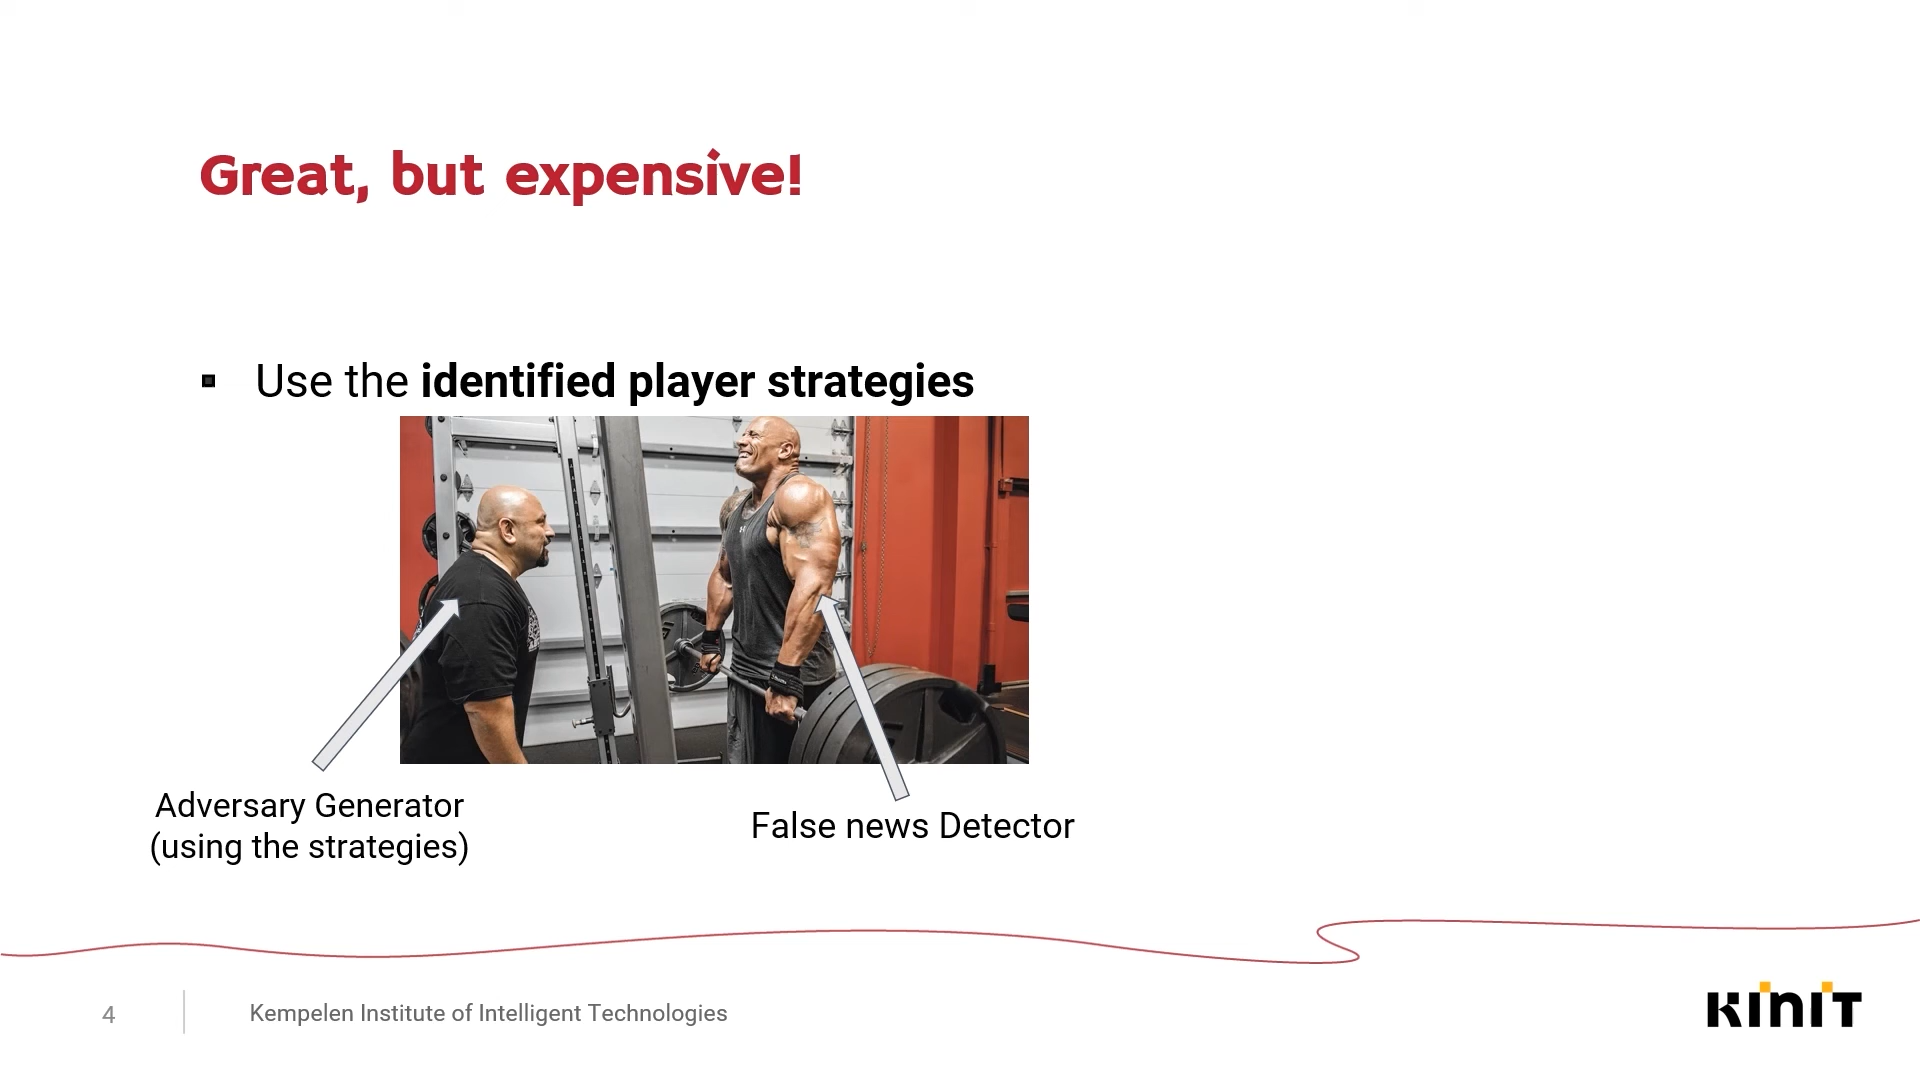 Great, but expensive!
▪ Use the identified player strategies
Adversary Generator
(using the strategies)
False news Detector
4
Kempelen Institute of Intelligent Technologies
KInIT